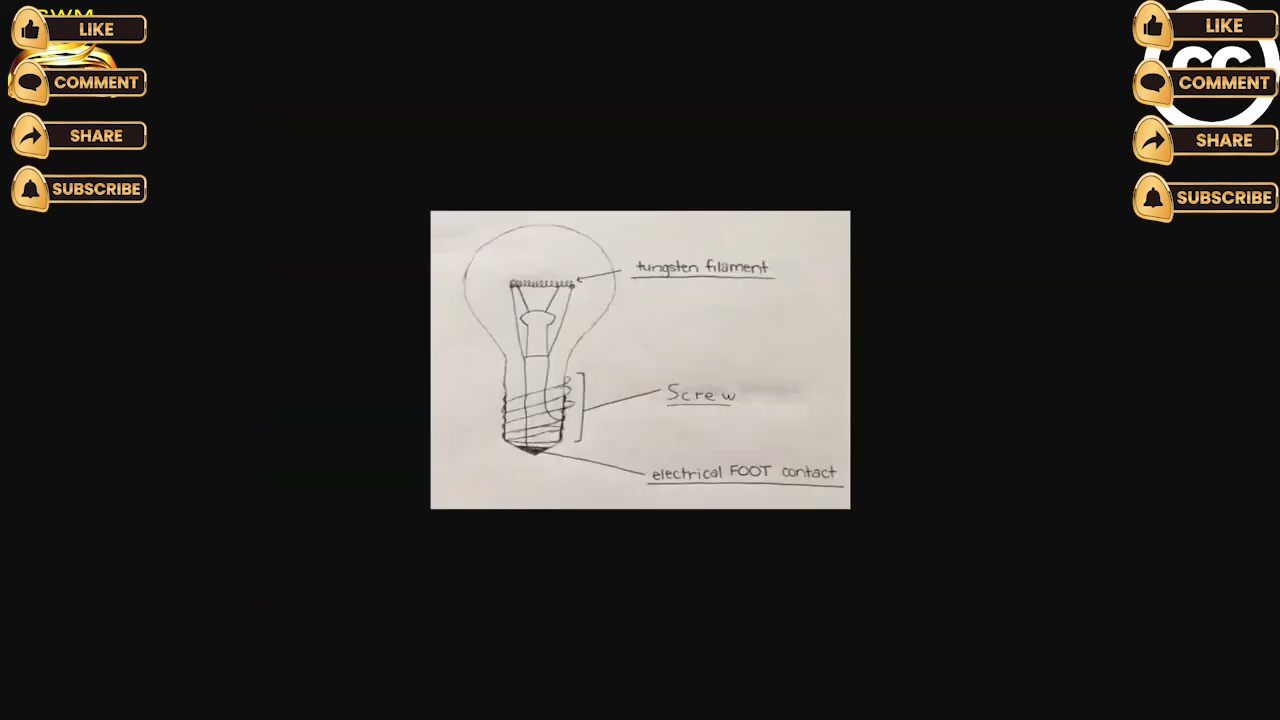 LIKE
COMMENT
SHARE
SUBSCRIBE
LIKE
COMMENT
SHARE
SUBSCRIBE
tungsten filament
Screw
electrical FOOT contact